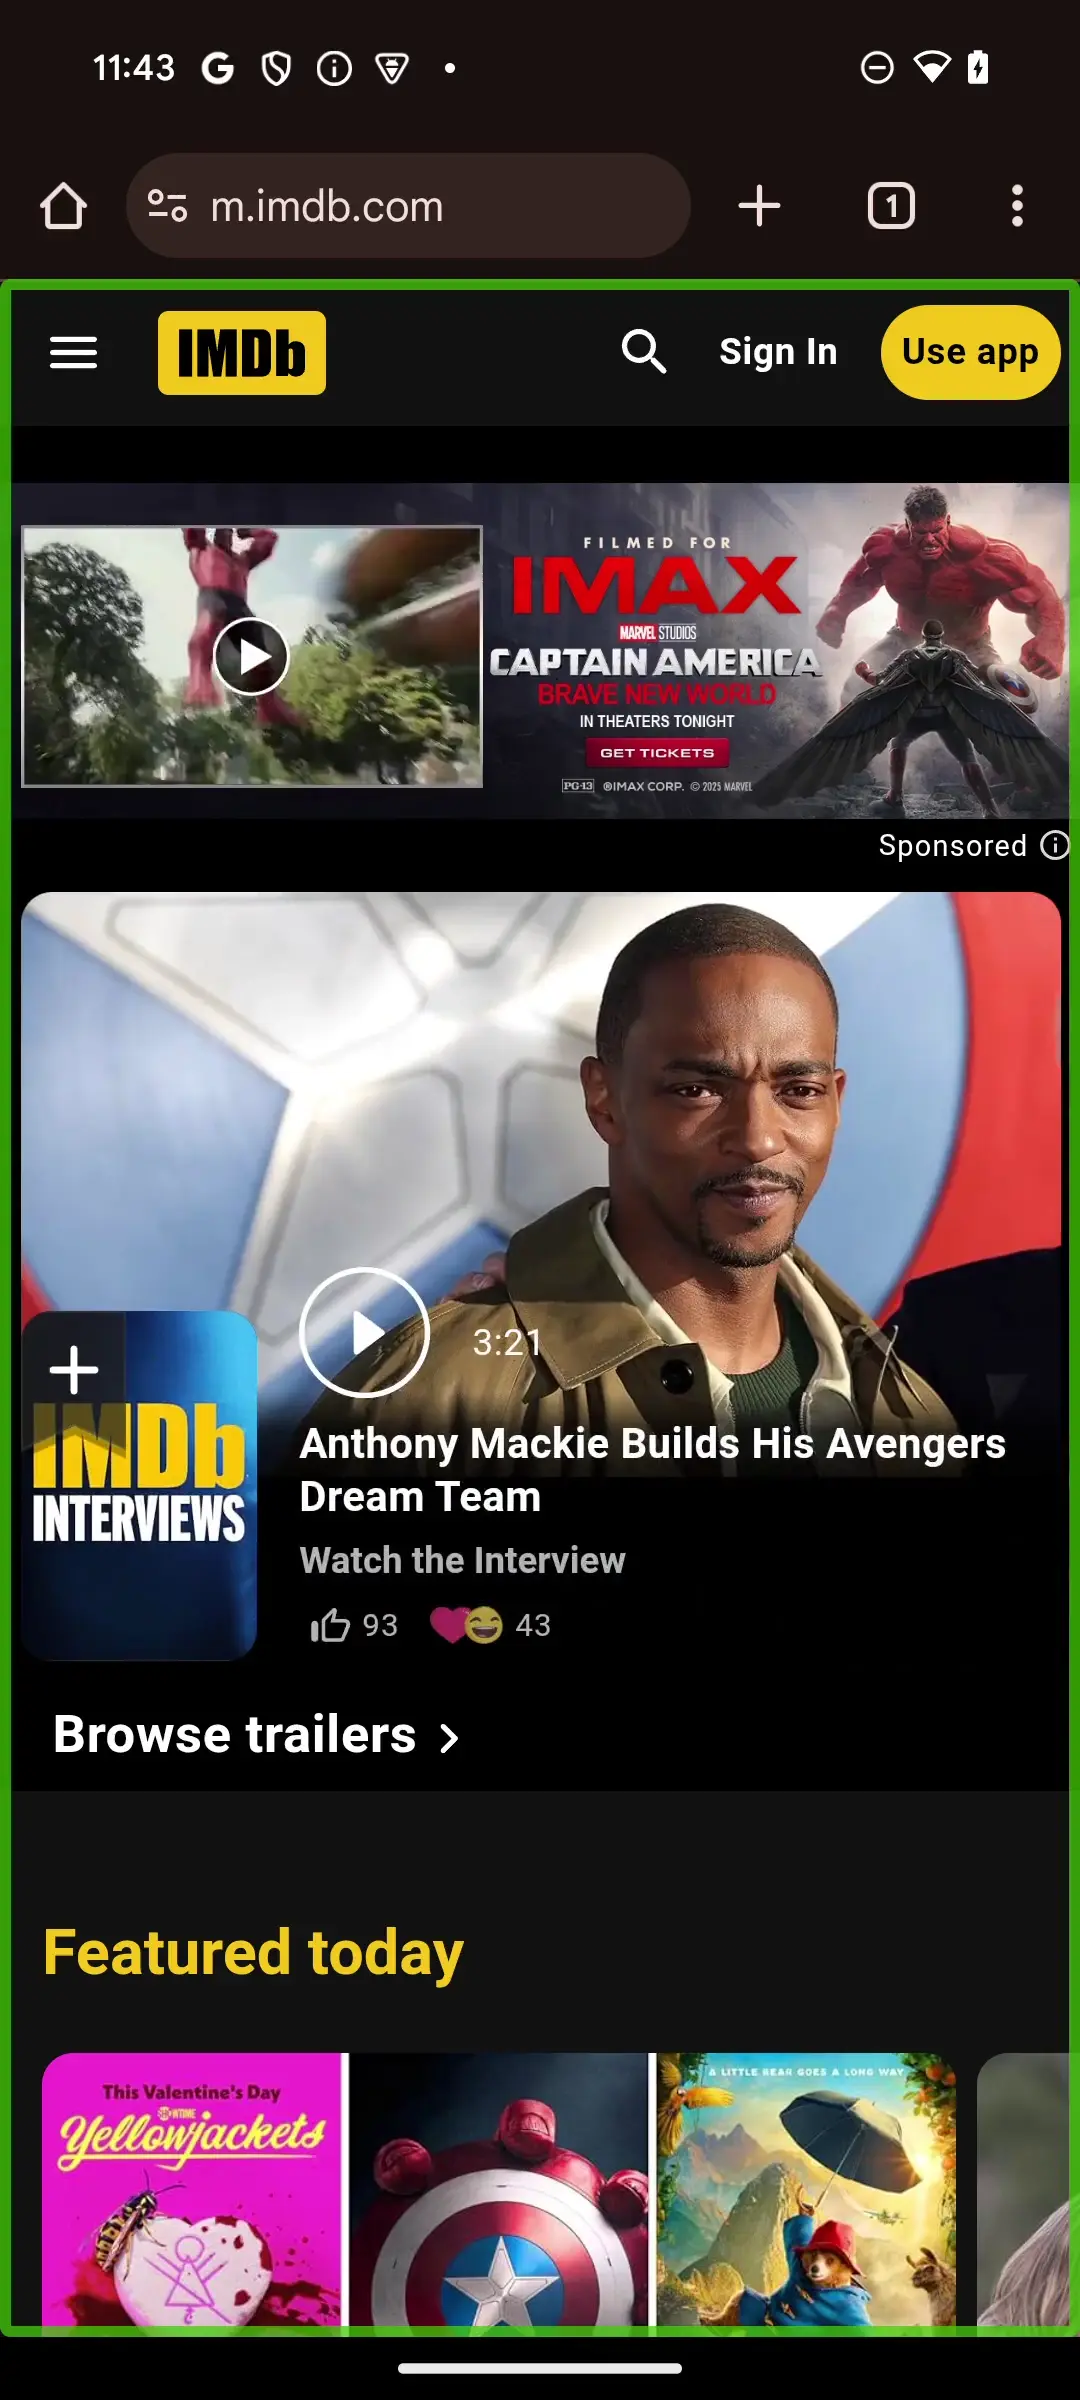 11:43
m.imdb.com
1
IMDb
Sign In
Use app
FILMED FOR
IMAX
MARVEL STUDIOS
CAPTAIN AMERICA
BRAVE NEW WORLD
IN THEATERS TONIGHT
GET TICKETS
PG-13 ®IMAX CORP. © 2025 MARVEL
Sponsored
3:21
IMDb
INTERVIEWS
Anthony Mackie Builds His Avengers
Dream Team
Watch the Interview
93
43
Browse trailers
Featured today
This Valentine's Day
SHOWTIME
Yellowjackets
A LITTLE BEAR GOES A LONG WAY